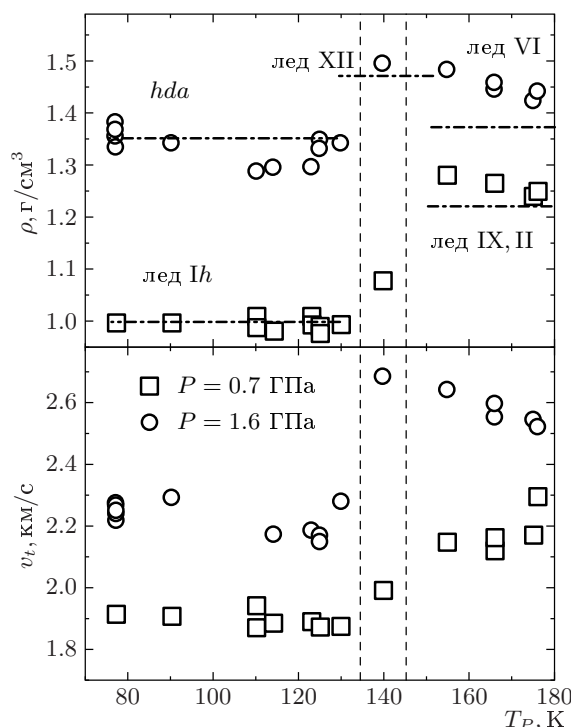 лед XII
лед VI
hda
лед IX, II
лед Ih
ρ, г/см³
1.5
1.4
1.3
1.2
1.1
1.0
P = 0.7 ГПа
P = 1.6 ГПа
v_t, км/с
2.6
2.4
2.2
2.0
1.8
80 100 120 140 160 180
T_P, К